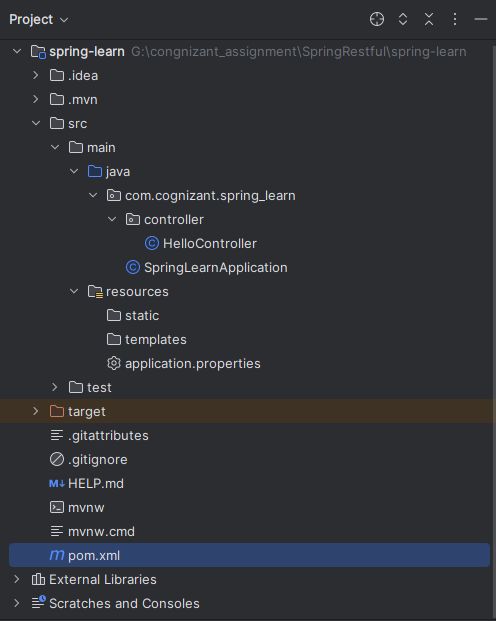 Project
spring-learn G:\congnizant_assignment\SpringRestful\spring-learn
.idea
.mvn
src
main
java
com.cognizant.spring_learn
controller
HelloController
SpringLearnApplication
resources
static
templates
application.properties
test
target
.gitattributes
.gitignore
M↓ HELP.md
mvnw
mvnw.cmd
m pom.xml
External Libraries
Scratches and Consoles